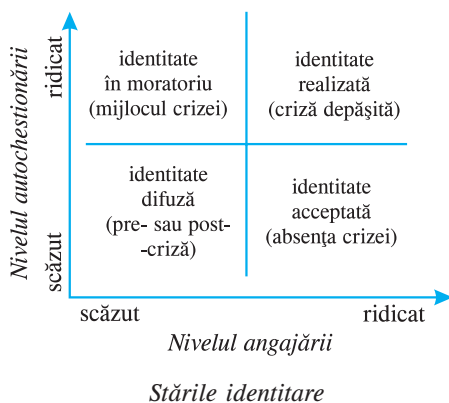 Nivelul autochestionării
ridicat
scăzut
identitate
în moratoriu
(mijlocul crizei)
identitate
realizată
(criză depăşită)
identitate
difuză
(pre- sau post-
-criză)
identitate
acceptată
(absenţa crizei)
scăzut
ridicat
Nivelul angajării
Stările identitare